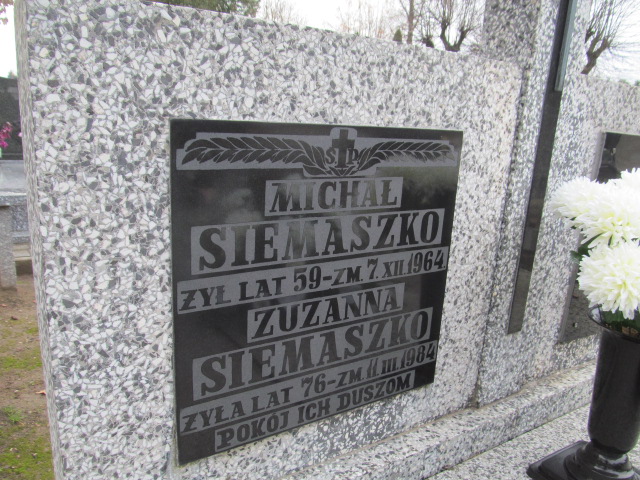 Ś P
MICHAŁ
SIEMASZKO
ŻYŁ LAT 59-ZM. 7. XII. 1964.
ZUZANNA
SIEMASZKO
ŻYŁA LAT 76-ZM. 11. III. 1984
POKÓJ ICH DUSZOM